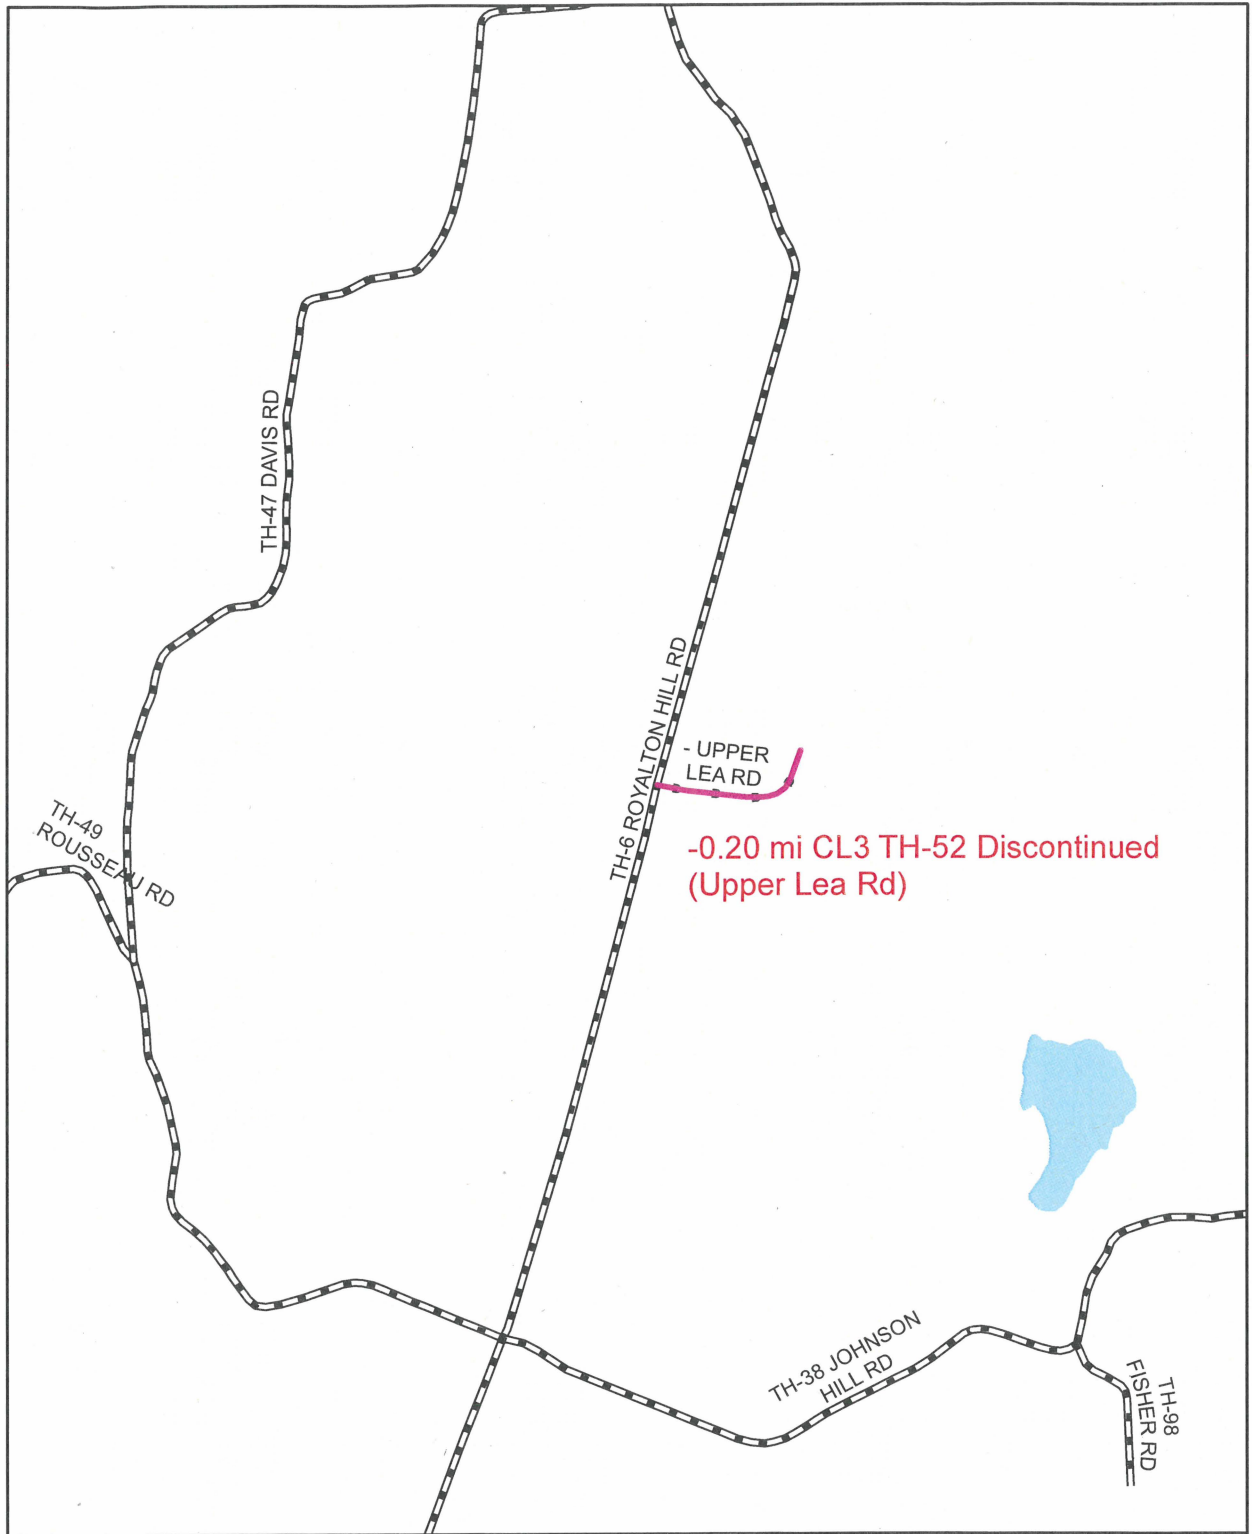 TH-47 DAVIS RD
TH-6 ROYALTON HILL RD
- UPPER
LEA RD
TH-49
ROUSSEAU RD
-0.20 mi CL3 TH-52 Discontinued
(Upper Lea Rd)
TH-38 JOHNSON
HILL RD
TH-98
FISHER RD